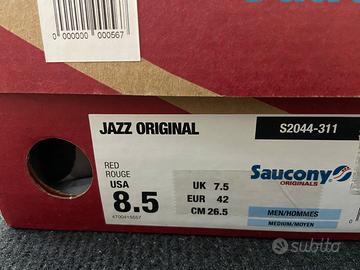 0 000000 000567
JAZZ ORIGINAL
S2044-311
RED
ROUGE
USA
8.5
4700415557
UK 7.5
EUR 42
CM 26.5
Saucony
ORIGINALS
MEN/HOMMES
MEDIUM/MOYEN
subito